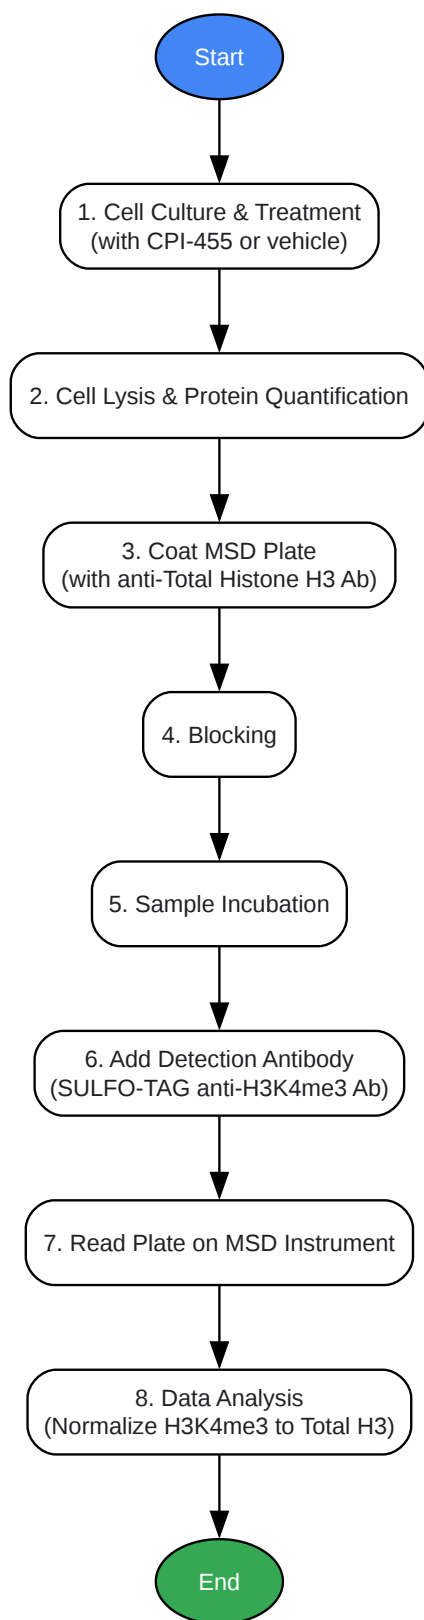 Start
1. Cell Culture & Treatment
(with CPI-455 or vehicle)
2. Cell Lysis & Protein Quantification
3. Coat MSD Plate
(with anti-Total Histone H3 Ab)
4. Blocking
5. Sample Incubation
6. Add Detection Antibody
(SULFO-TAG anti-H3K4me3 Ab)
7. Read Plate on MSD Instrument
8. Data Analysis
(Normalize H3K4me3 to Total H3)
End